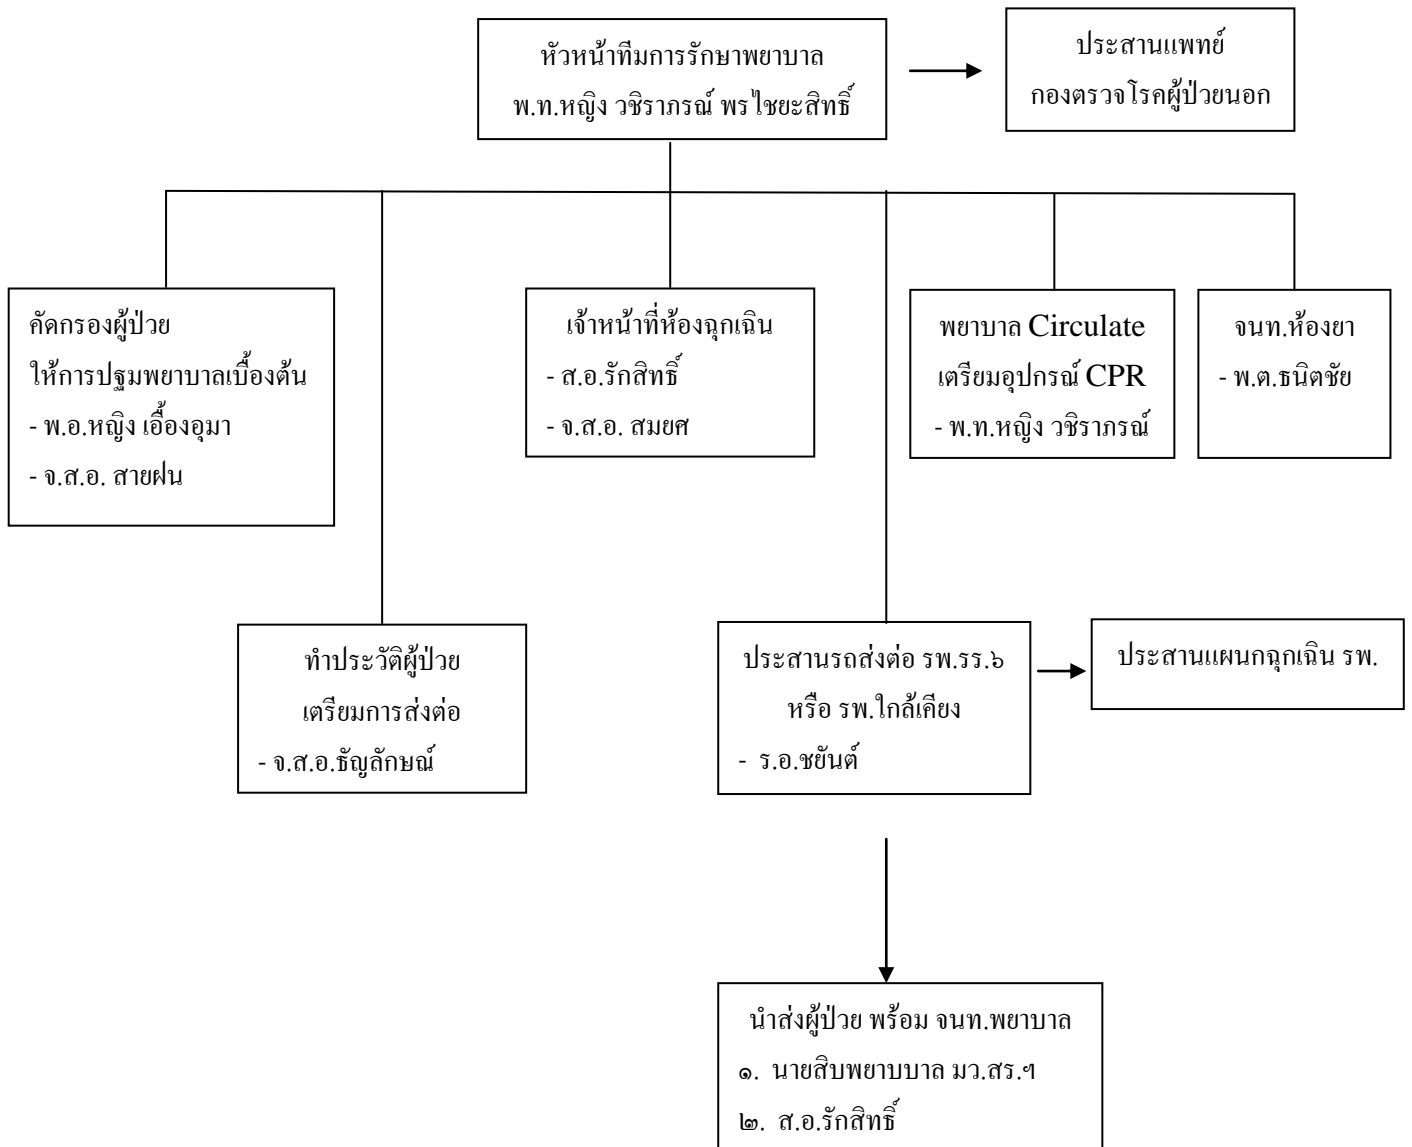 หัวหน้าทีมการรักษาพยาบาล
พ.ท.หญิง วชิราภรณ์ พรไชยะสิทธิ์
ประสานแพทย์
กองตรวจโรคผู้ป่วยนอก
คัดกรองผู้ป่วย
ให้การปฐมพยาบาลเบื้องต้น
- พ.อ.หญิง เอื้องอุมา
- จ.ส.อ. สายฝน
เจ้าหน้าที่ห้องฉุกเฉิน
- ส.อ.รักสิทธิ์
- จ.ส.อ. สมยศ
พยาบาล Circulate
เตรียมอุปกรณ์ CPR
- พ.ท.หญิง วชิราภรณ์
จนท.ห้องยา
- พ.ต.ธนิตชัย
ทำประวัติผู้ป่วย
เตรียมการส่งต่อ
- จ.ส.อ.ธัญลักษณ์
ประสานรถส่งต่อ รพ.รร.๖
หรือ รพ.ใกล้เคียง
- ร.อ.ชยันต์
ประสานแผนกฉุกเฉิน รพ.
นำส่งผู้ป่วย พร้อม จนท.พยาบาล
๑. นายสิบพยาบบาล มว.สร.ฯ
๒. ส.อ.รักสิทธิ์